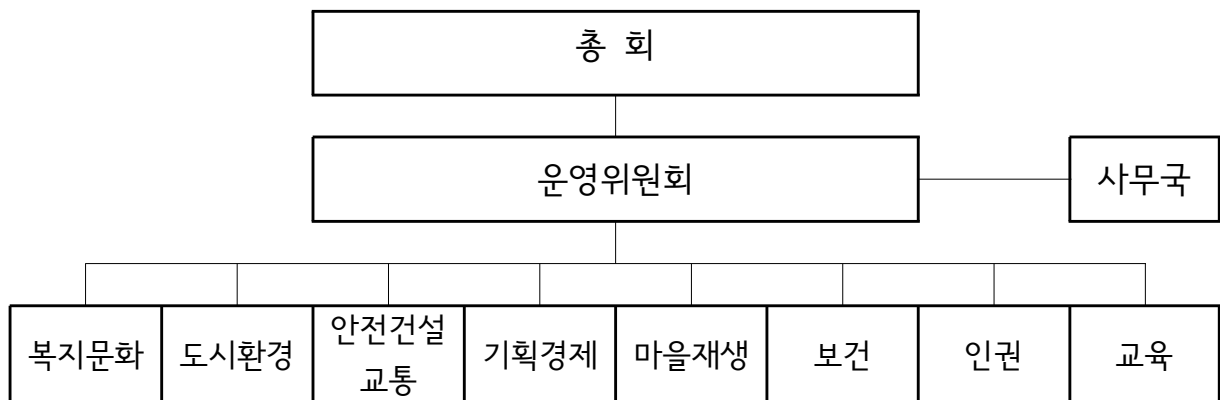 총 회
운영위원회
사무국
복지문화
도시환경
안전건설
교통
기획경제
마을재생
보건
인권
교육